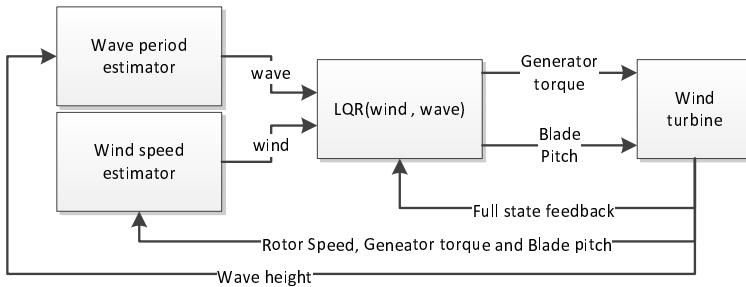 Wave period
estimator
wave
Wind speed
estimator
wind
LQR(wind , wave)
Generator
torque
Blade
Pitch
Wind
turbine
Full state feedback
Rotor Speed, Geneator torque and Blade pitch
Wave height